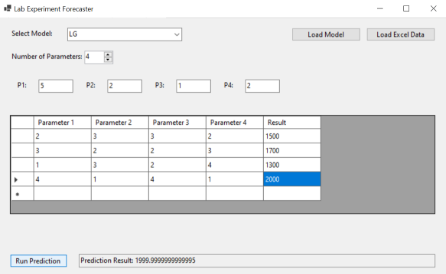 Lab Experiment Forecaster
Select Model: LG Load Model Load Excel Data
Number of Parameters: 4
P1: 5 P2: 2 P3: 1 P4: 2
Parameter 1 Parameter 2 Parameter 3 Parameter 4 Result
2 3 3 2 1500
3 2 2 3 1700
1 3 2 4 1300
4 1 4 1 2000
Run Prediction Prediction Result: 1999.9999999999995